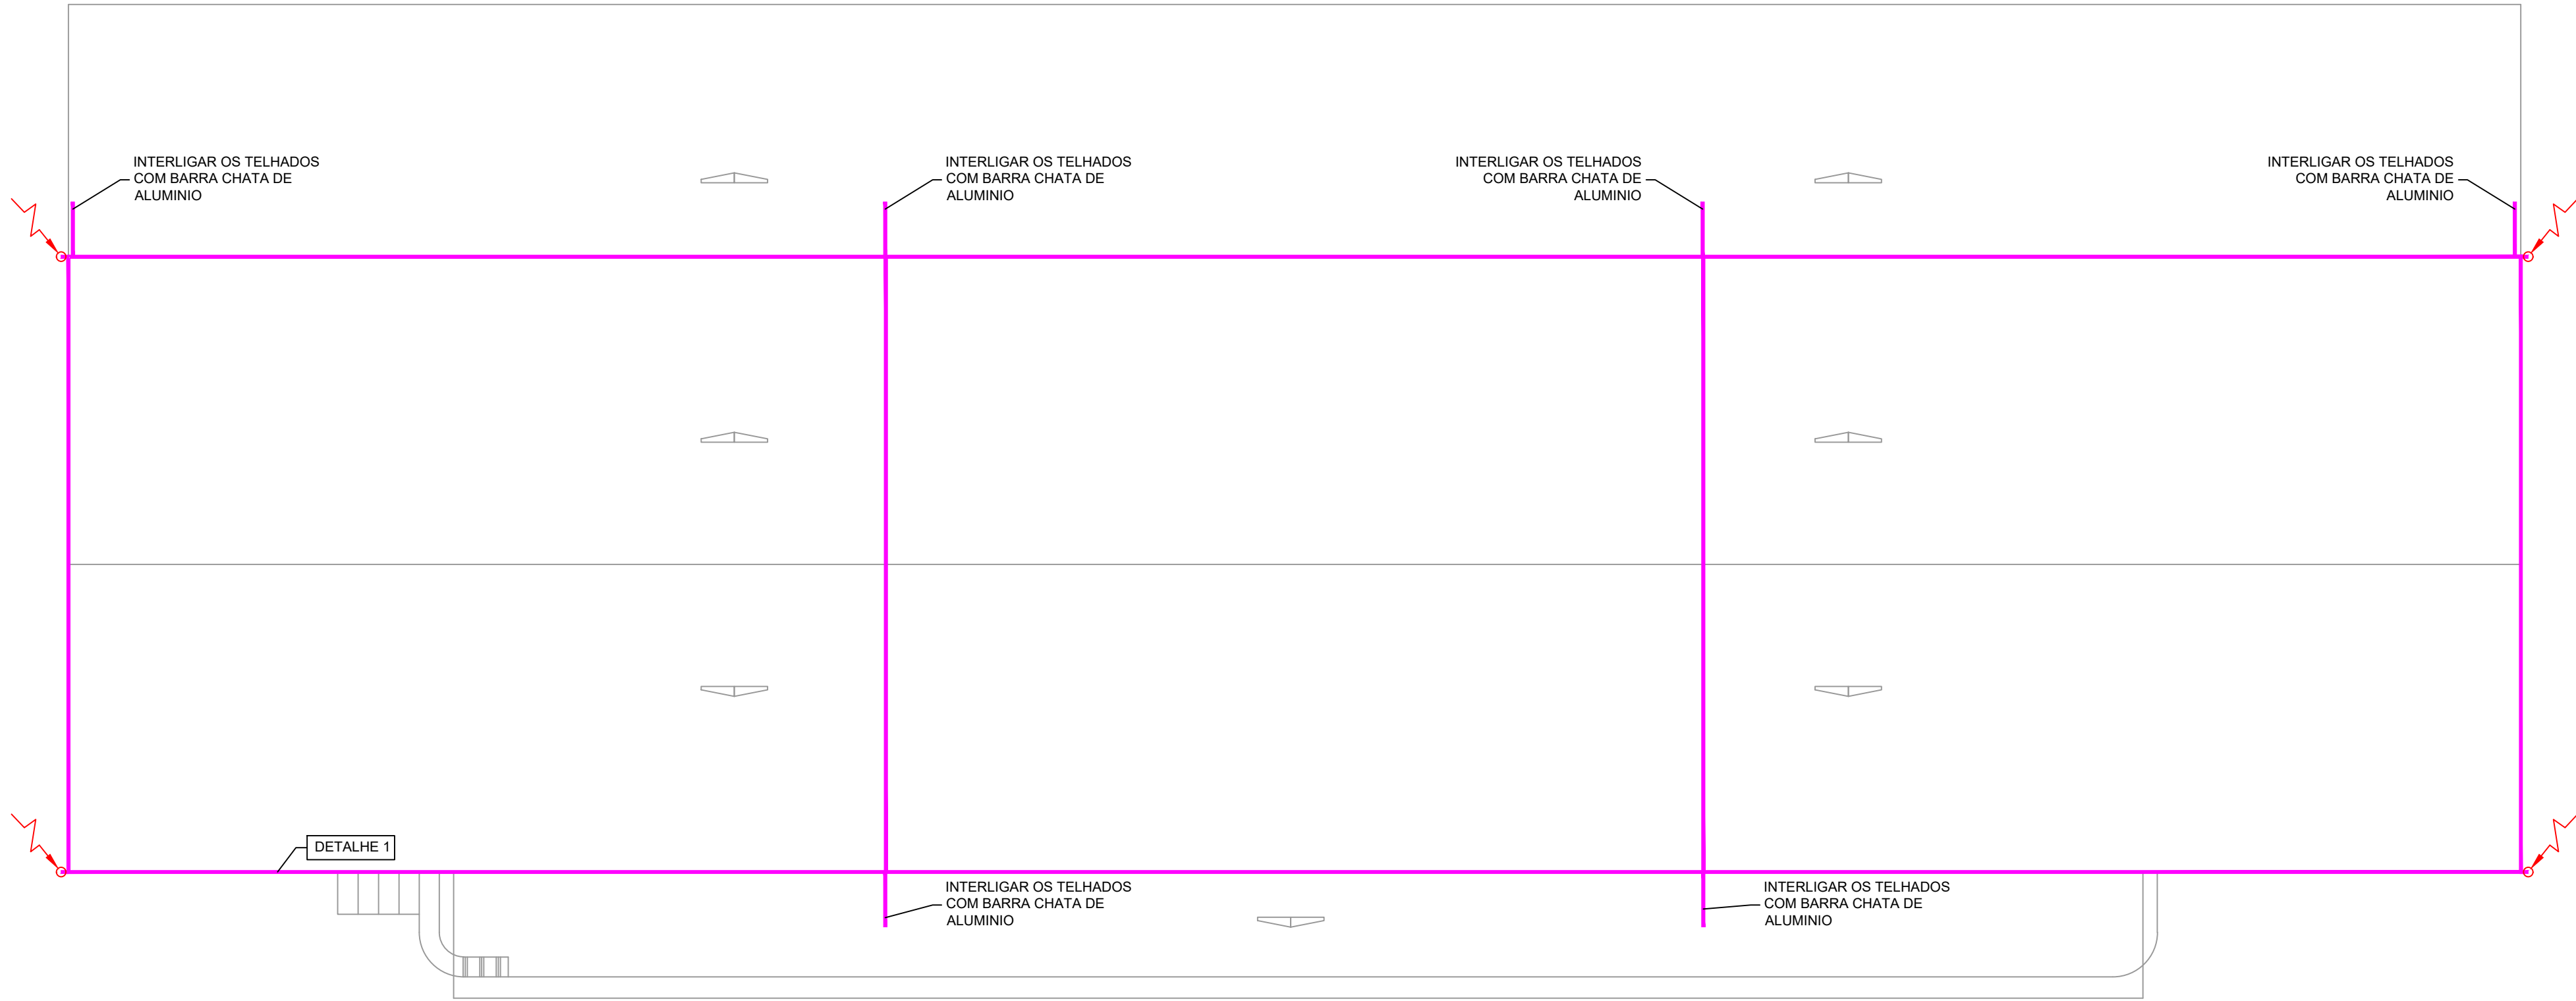 INTERLIGAR OS TELHADOS
COM BARRA CHATA DE
ALUMINIO
INTERLIGAR OS TELHADOS
COM BARRA CHATA DE
ALUMINIO
INTERLIGAR OS TELHADOS
COM BARRA CHATA DE
ALUMINIO
INTERLIGAR OS TELHADOS
COM BARRA CHATA DE
ALUMINIO
DETALHE 1
INTERLIGAR OS TELHADOS
COM BARRA CHATA DE
ALUMINIO
INTERLIGAR OS TELHADOS
COM BARRA CHATA DE
ALUMINIO